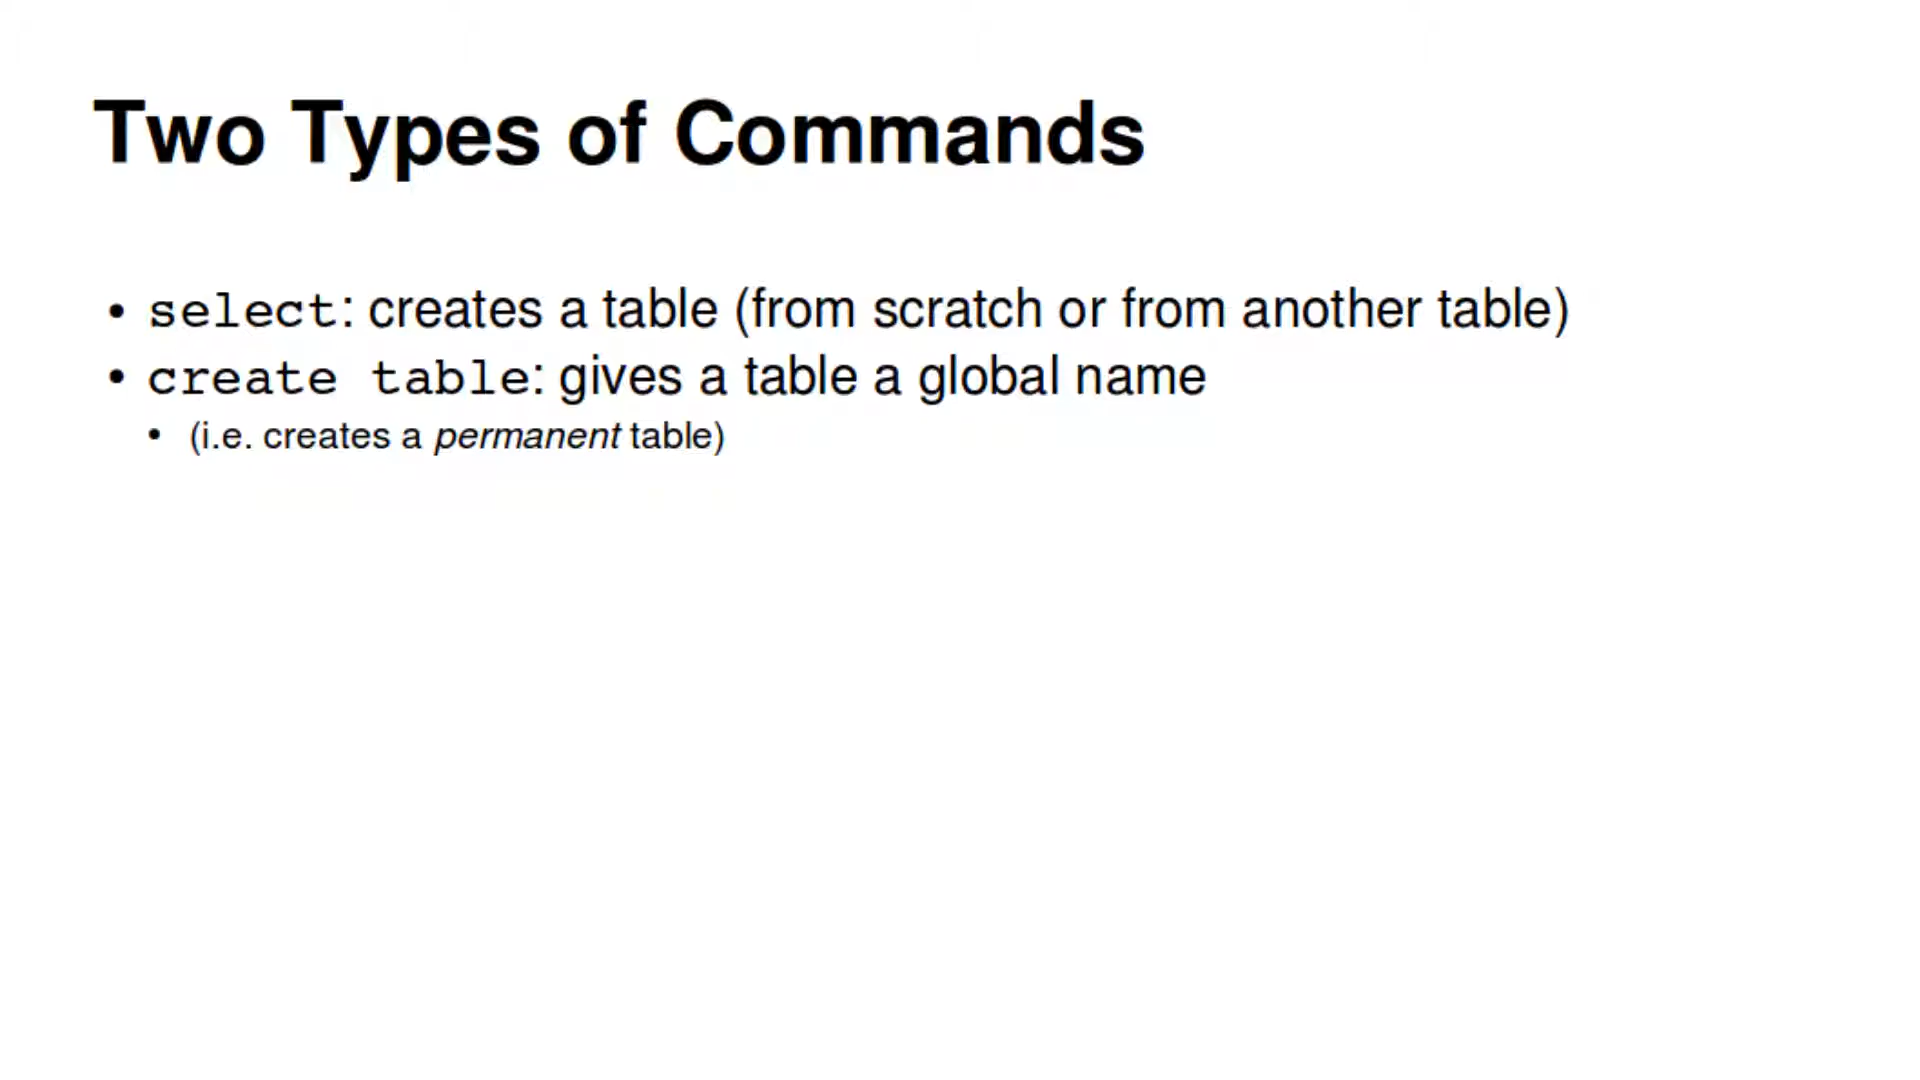 Two Types of Commands
• select: creates a table (from scratch or from another table)
• create table: gives a table a global name
• (i.e. creates a permanent table)